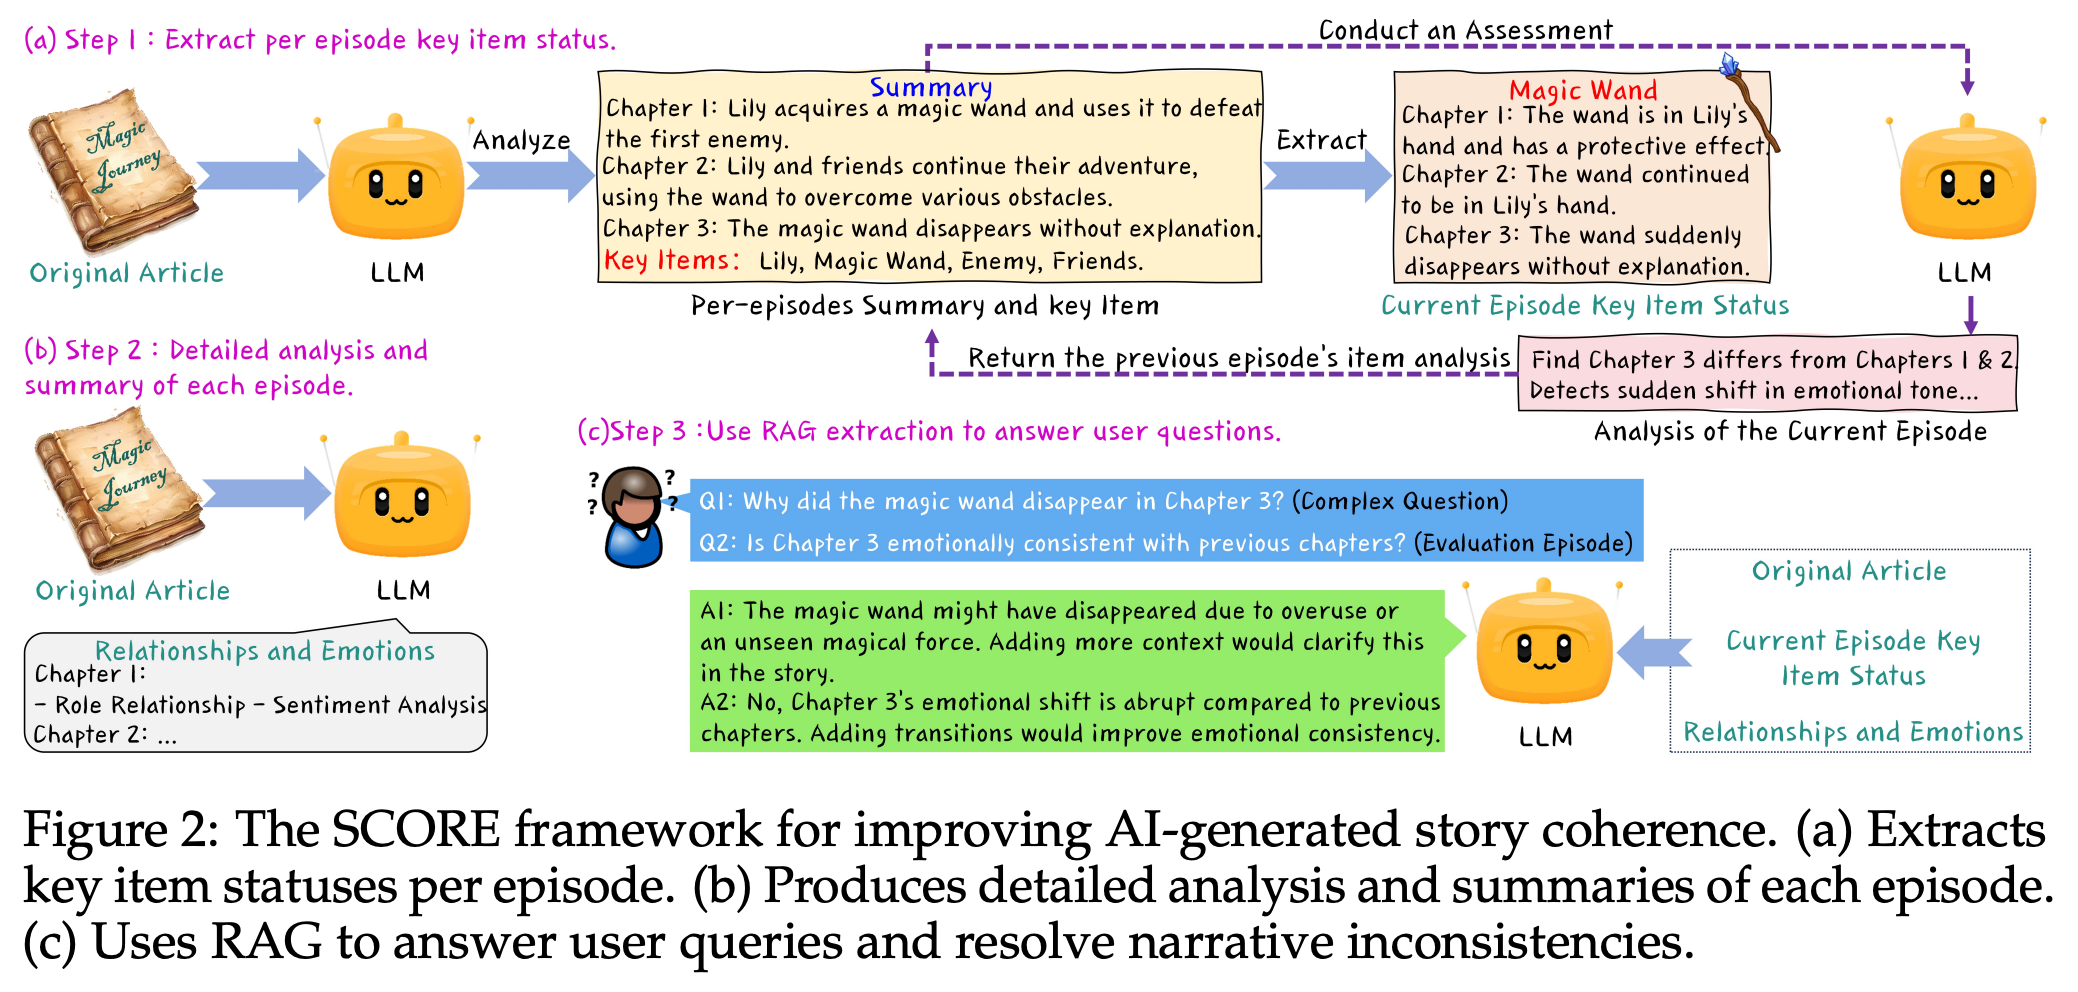 (a) Step 1 : Extract per episode key item status.
Conduct an Assessment
Magic
Journey
Original Article
LLM
Analyze
Summary
Chapter 1: Lily acquires a magic wand and uses it to defeat
the first enemy.
Chapter 2: Lily and friends continue their adventure,
using the wand to overcome various obstacles.
Chapter 3: The magic wand disappears without explanation.
Key Items: Lily, Magic Wand, Enemy, Friends.
Per-episodes Summary and key Item
Extract
Magic Wand
Chapter 1: The wand is in Lily's
hand and has a protective effect.
Chapter 2: The wand continued
to be in Lily's hand.
Chapter 3: The wand suddenly
disappears without explanation.
Current Episode Key Item Status
LLM
Return the previous episode's item analysis
Find Chapter 3 differs from Chapters 1 & 2.
Detects sudden shift in emotional tone...
Analysis of the Current Episode
(b) Step 2 : Detailed analysis and
summary of each episode.
Magic
Journey
Original Article
LLM
Relationships and Emotions
Chapter 1:
- Role Relationship - Sentiment Analysis
Chapter 2: ...
(c)Step 3 :Use RAG extraction to answer user questions.
? ?
? ?
Q1: Why did the magic wand disappear in Chapter 3? (Complex Question)
Q2: Is Chapter 3 emotionally consistent with previous chapters? (Evaluation Episode)
A1: The magic wand might have disappeared due to overuse or
an unseen magical force. Adding more context would clarify this
in the story.
A2: No, Chapter 3's emotional shift is abrupt compared to previous
chapters. Adding transitions would improve emotional consistency.
LLM
Original Article
Current Episode Key
Item Status
Relationships and Emotions
Figure 2: The SCORE framework for improving AI-generated story coherence. (a) Extracts
key item statuses per episode. (b) Produces detailed analysis and summaries of each episode.
(c) Uses RAG to answer user queries and resolve narrative inconsistencies.